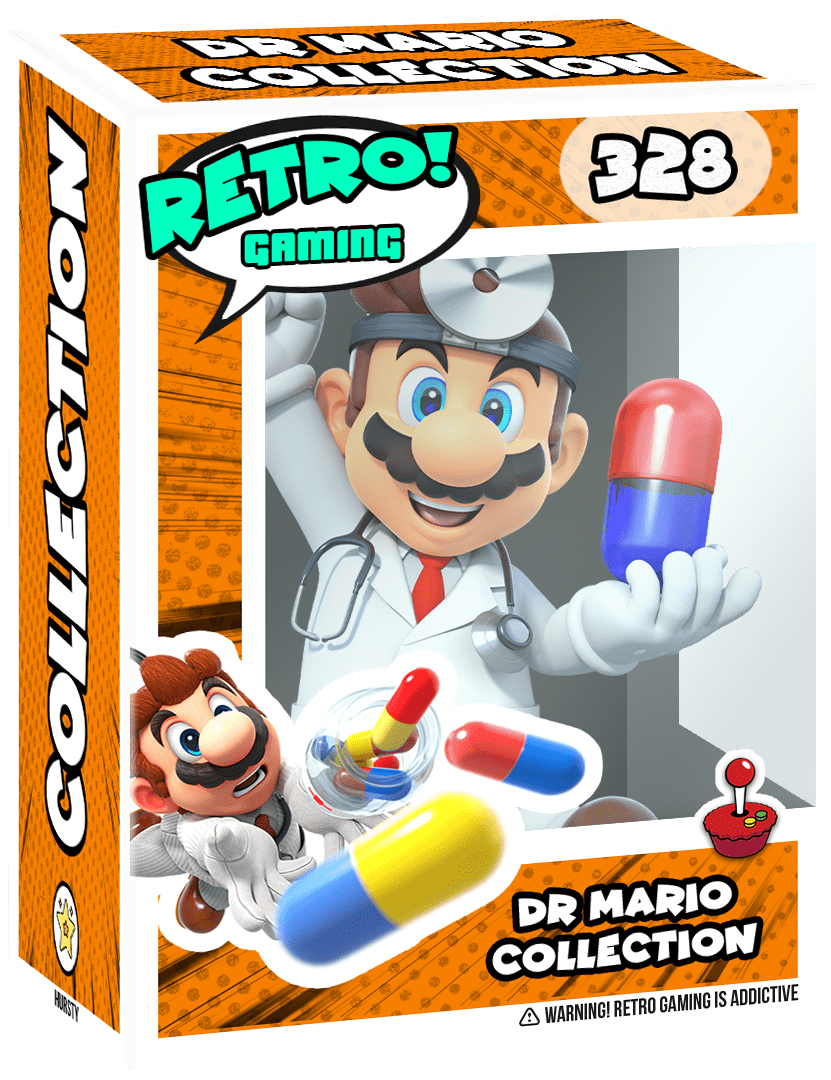 DR MARIO
COLLECTION
COLLECTION
HURSTY
RETRO!
GAMING
328
DR MARIO
COLLECTION
WARNING! RETRO GAMING IS ADDICTIVE